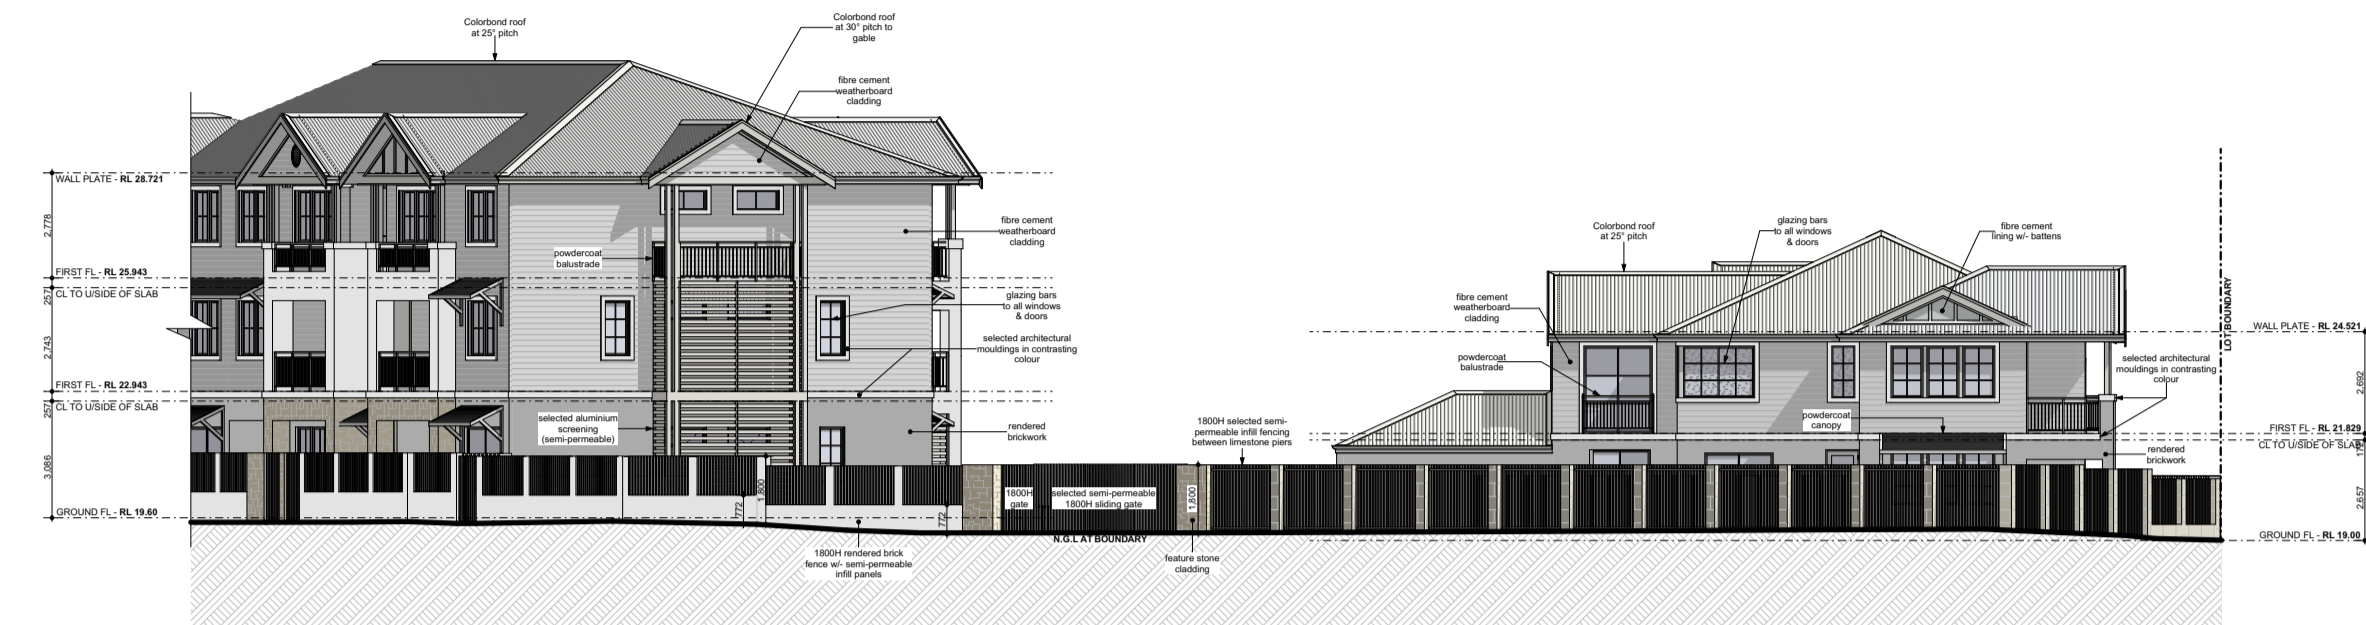 Colorbond roof
at 25° pitch
Colorbond roof
at 30° pitch to
gable
fibre cement
weatherboard
cladding
WALL PLATE - RL 28.721
2,778
FIRST FL - RL 25.943
257
CL TO U/SIDE OF SLAB
2,743
FIRST FL - RL 22.943
257
CL TO U/SIDE OF SLAB
3,086
GROUND FL - RL 19.60
powdercoat
balustrade
selected aluminium
screening
(semi-permeable)
fibre cement
weatherboard
cladding
glazing bars
to all windows
& doors
selected architectural
mouldings in contrasting
colour
rendered
brickwork
772
1,800
772
1800H rendered brick
fence w/- semi-permeable
infill panels
1800H
gate
selected semi-permeable
1800H sliding gate
N.G.L AT BOUNDARY
1,800
feature stone
cladding
1800H selected semi-
permeable infill fencing
between limestone piers
Colorbond roof
at 25° pitch
glazing bars
to all windows
& doors
fibre cement
lining w/- battens
fibre cement
weatherboard
cladding
powdercoat
balustrade
powdercoat
canopy
LOT BOUNDARY
WALL PLATE - RL 24.521
selected architectural
mouldings in contrasting
colour
2,692
FIRST FL - RL 21.829
CL TO U/SIDE OF SLAB
rendered
brickwork
2,657
GROUND FL - RL 19.00